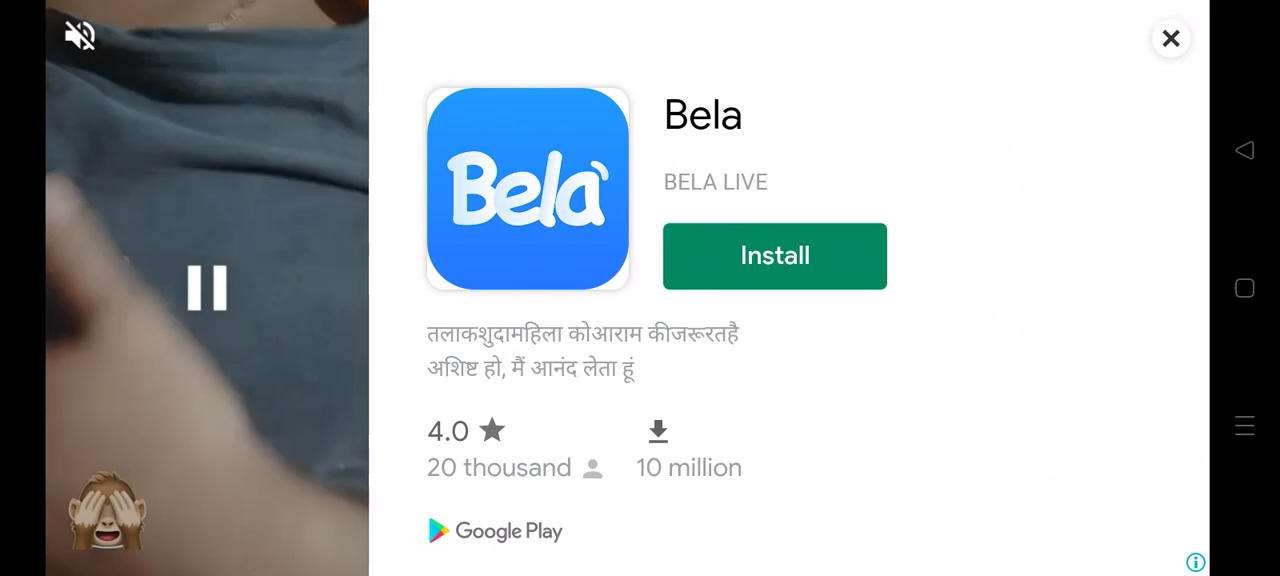 Bela
Bela
BELA LIVE
Install
तलाकशुदामहिला कोआराम कीजरूरतहै
अशिष्ट हो, मैं आनंद लेता हूं
4.0
20 thousand
10 million
Google Play